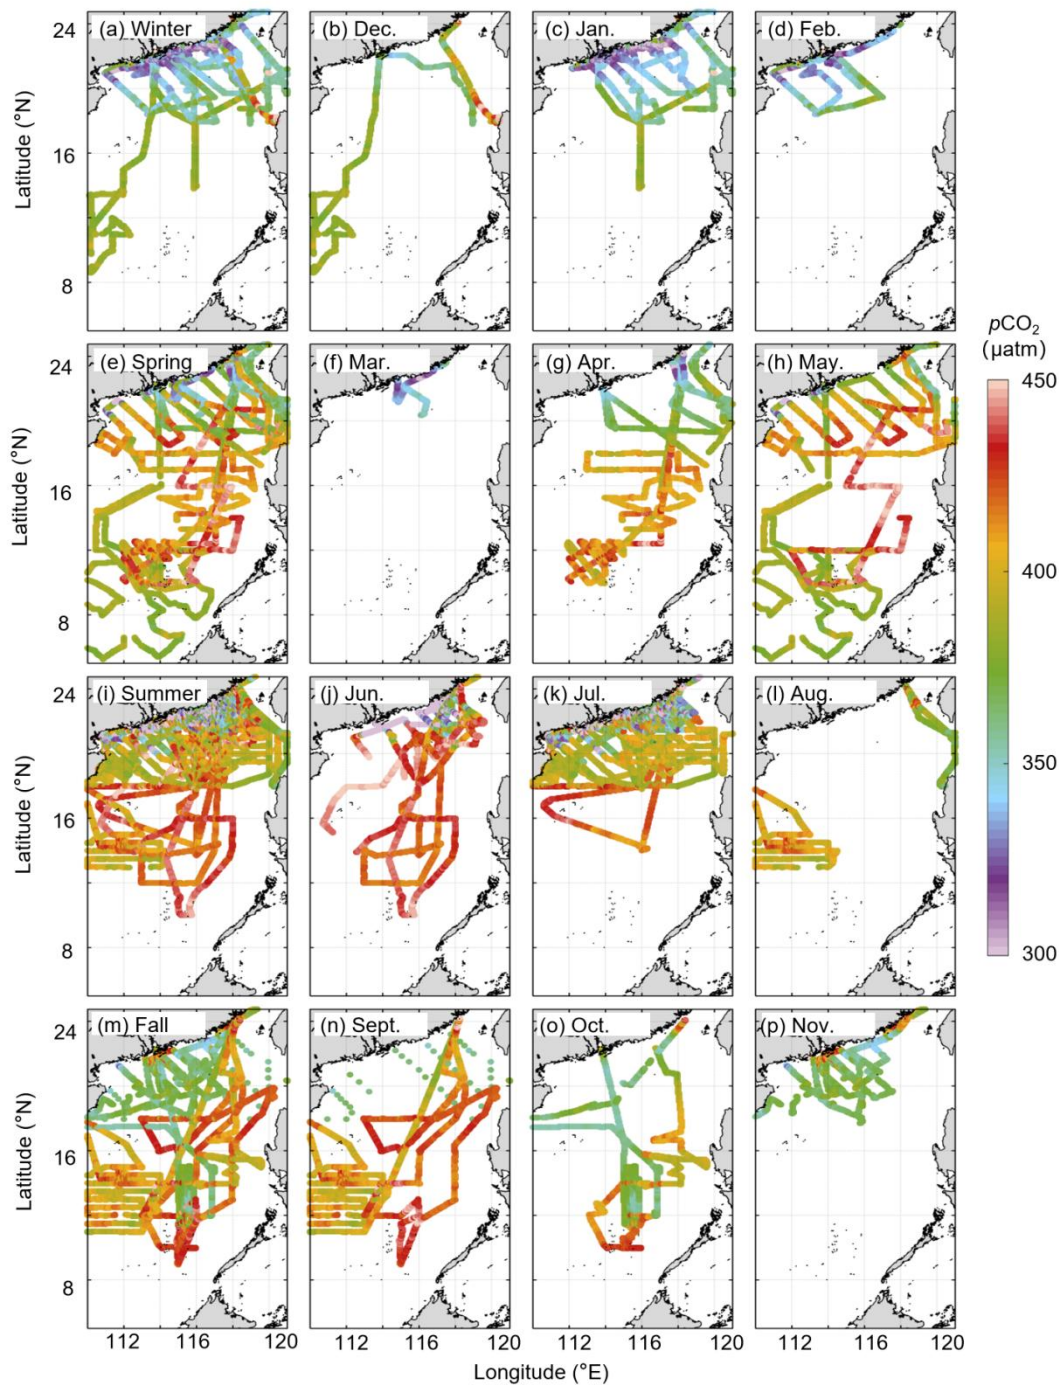 24
16
8
Latitude (°N)
(a) Winter
(b) Dec.
(c) Jan.
(d) Feb.
24
16
8
Latitude (°N)
(e) Spring
(f) Mar.
(g) Apr.
(h) May.
24
16
8
Latitude (°N)
(i) Summer
(j) Jun.
(k) Jul.
(l) Aug.
24
16
8
Latitude (°N)
(m) Fall
(n) Sept.
(o) Oct.
(p) Nov.
112 116 120
112 116 120
112 116 120
112 116 120
Longitude (°E)
pCO₂
(µatm)
450
400
350
300